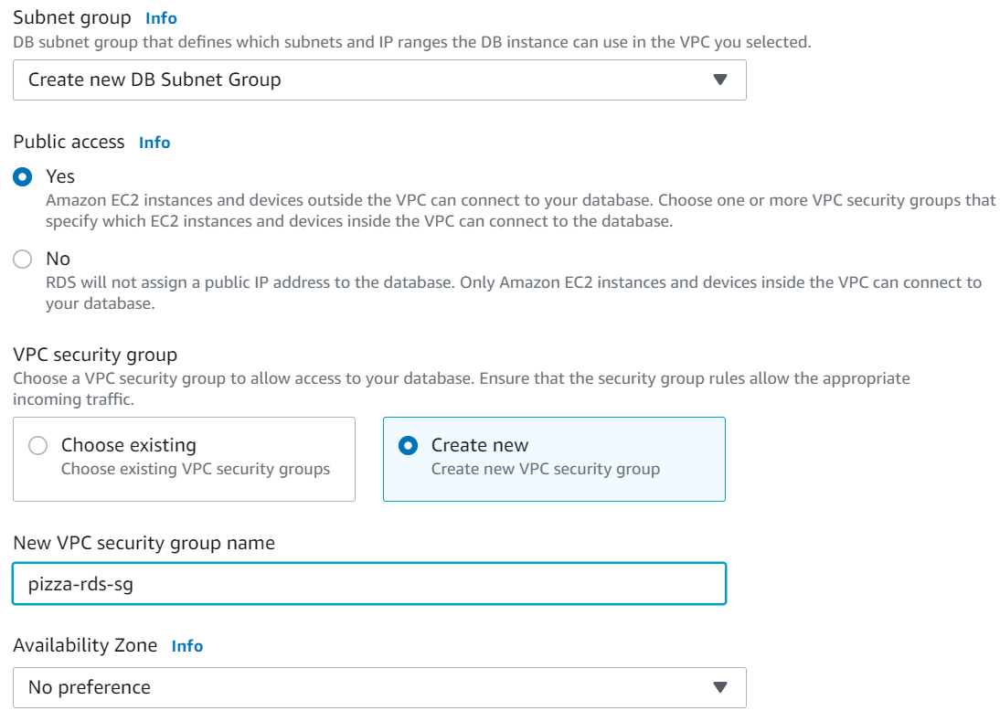 Subnet group Info
DB subnet group that defines which subnets and IP ranges the DB instance can use in the VPC you selected.
Create new DB Subnet Group
Public access Info
Yes
Amazon EC2 instances and devices outside the VPC can connect to your database. Choose one or more VPC security groups that
specify which EC2 instances and devices inside the VPC can connect to the database.
No
RDS will not assign a public IP address to the database. Only Amazon EC2 instances and devices inside the VPC can connect to
your database.
VPC security group
Choose a VPC security group to allow access to your database. Ensure that the security group rules allow the appropriate
incoming traffic.
Choose existing
Choose existing VPC security groups
Create new
Create new VPC security group
New VPC security group name
pizza-rds-sg
Availability Zone Info
No preference